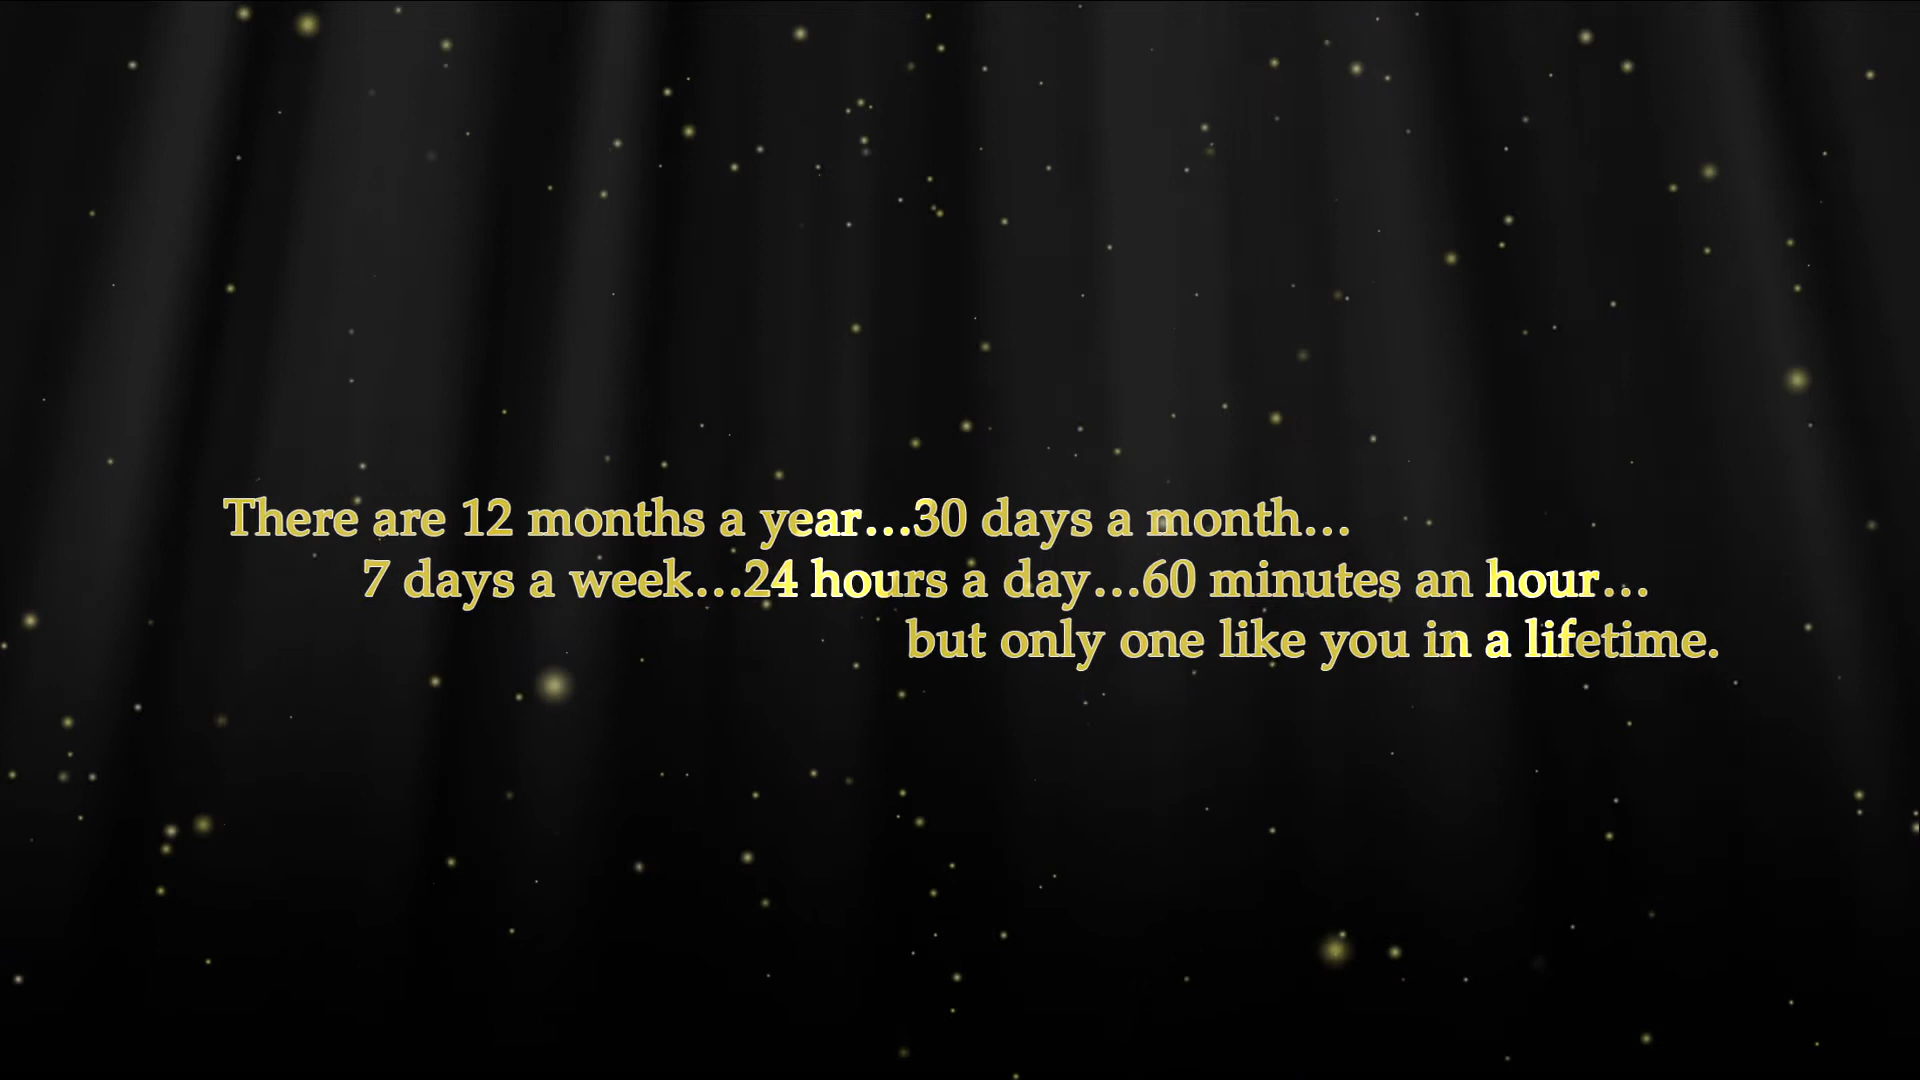 There are 12 months a year…30 days a month…
7 days a week…24 hours a day…60 minutes an hour…
but only one like you in a lifetime.